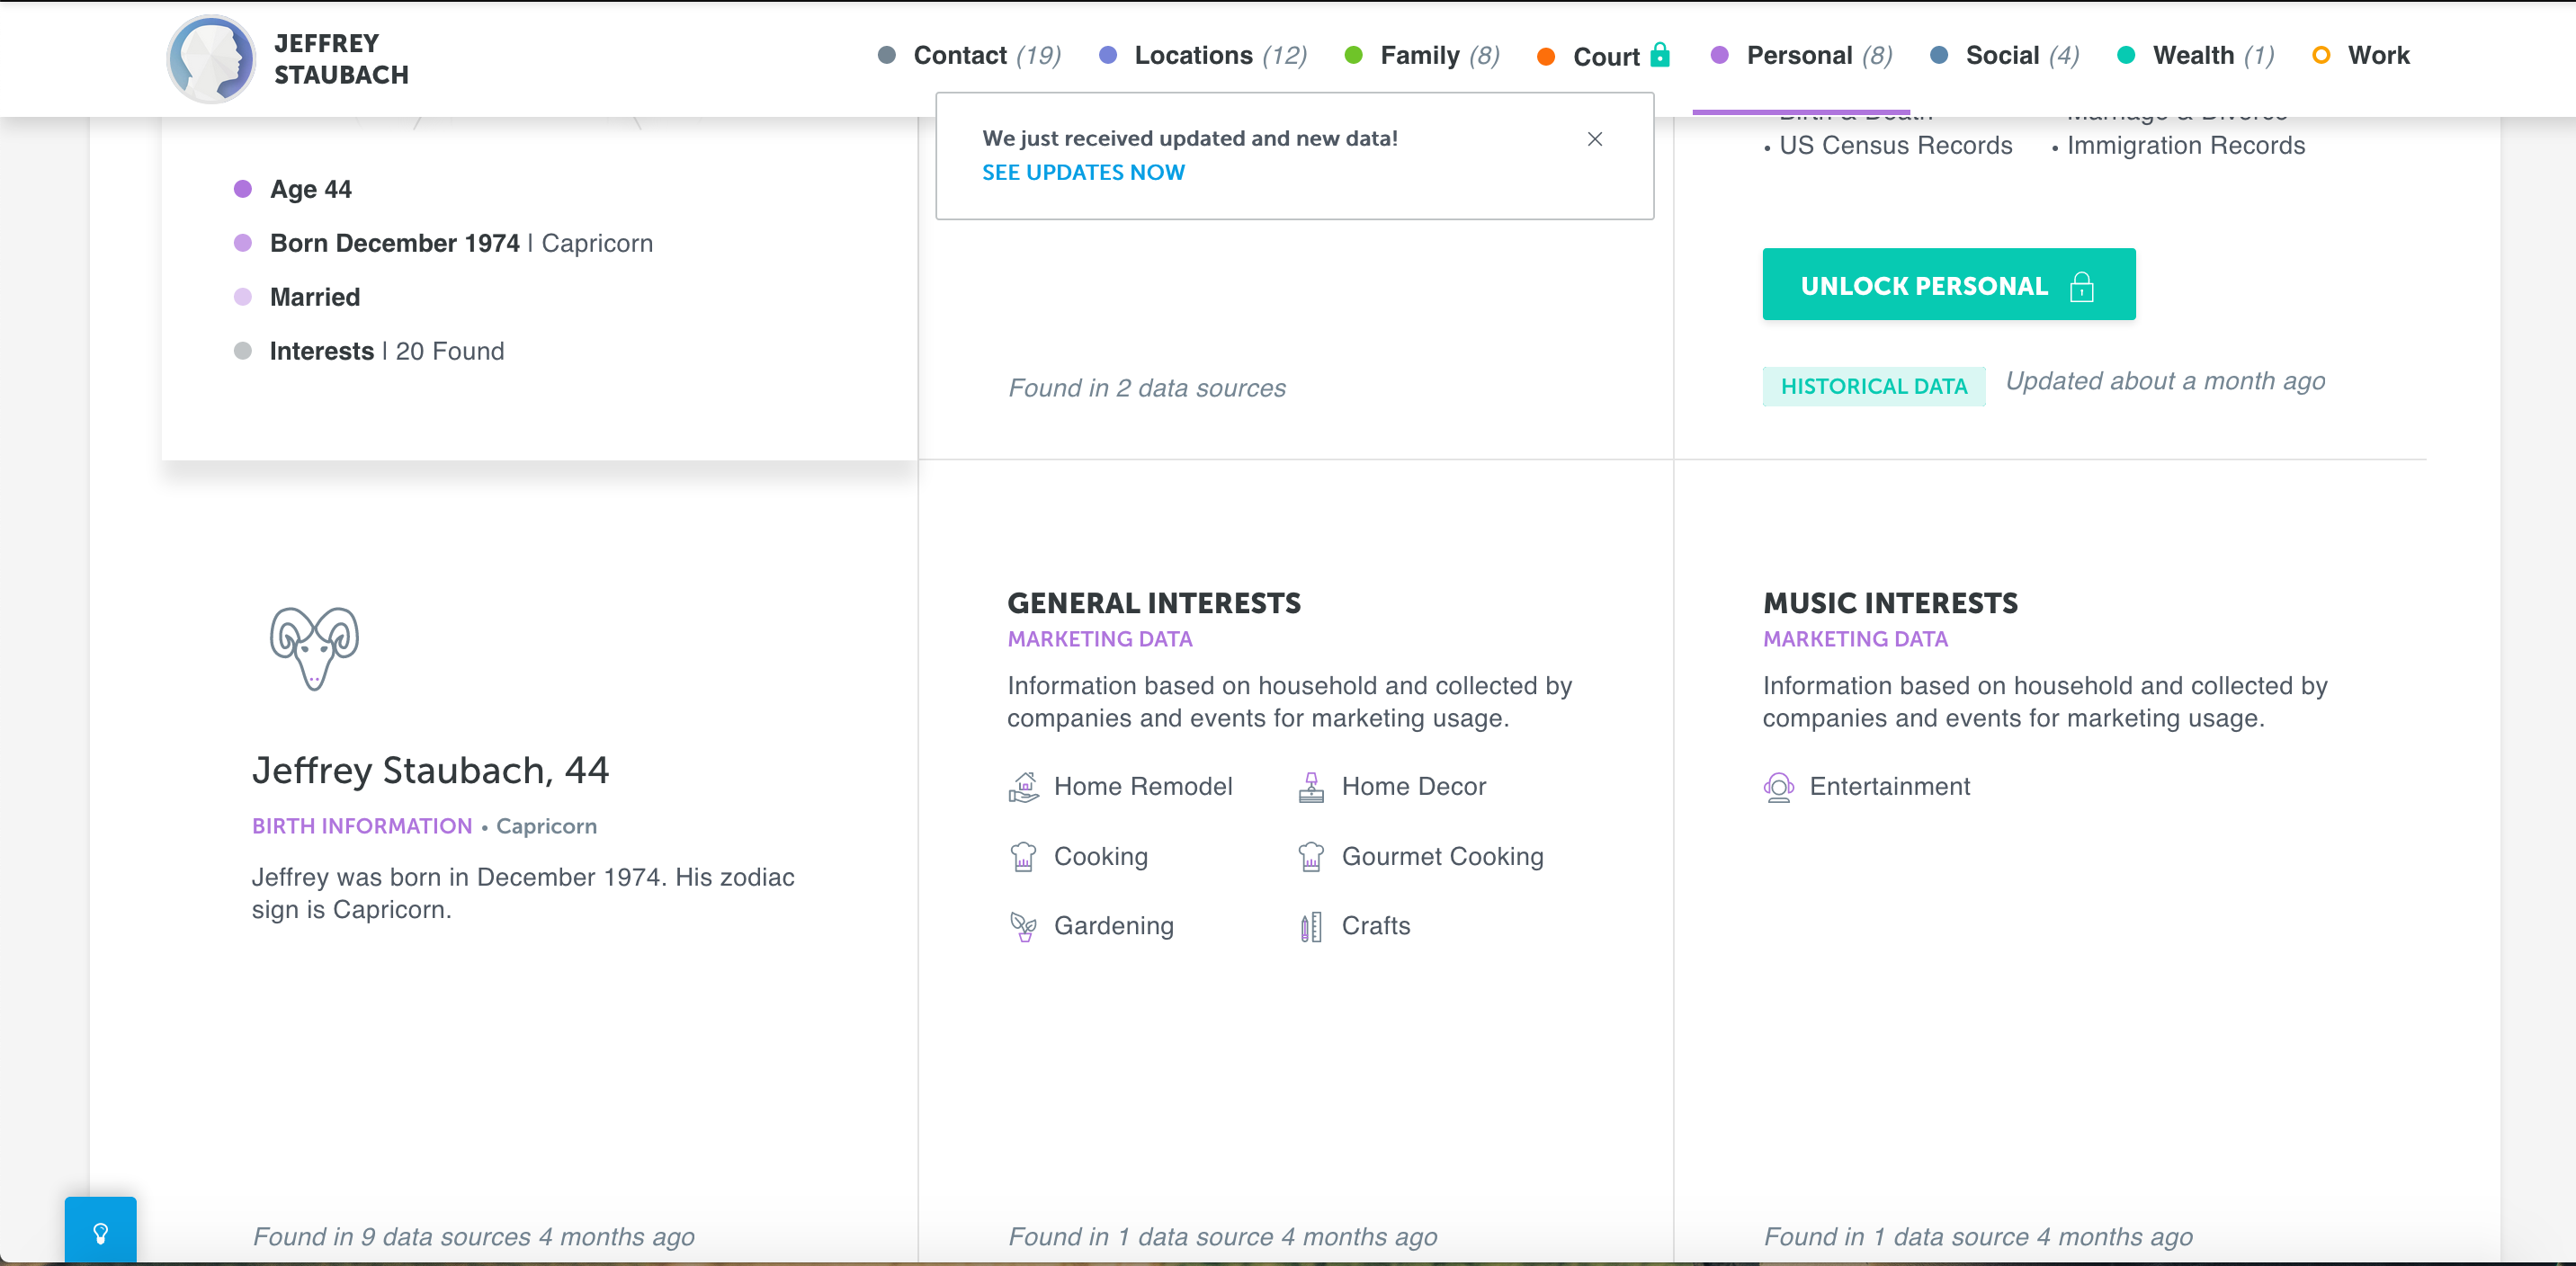 JEFFREY
STAUBACH
Contact (19)
Locations (12)
Family (8)
Court
Personal (8)
Social (4)
Wealth (1)
Work
We just received updated and new data!
SEE UPDATES NOW
Age 44
Born December 1974 | Capricorn
Married
Interests | 20 Found
Found in 2 data sources
Birth & Death
Marriage & Divorce
• US Census Records
• Immigration Records
UNLOCK PERSONAL
HISTORICAL DATA
Updated about a month ago
Jeffrey Staubach, 44
BIRTH INFORMATION • Capricorn
Jeffrey was born in December 1974. His zodiac
sign is Capricorn.
Found in 9 data sources 4 months ago
GENERAL INTERESTS
MARKETING DATA
Information based on household and collected by
companies and events for marketing usage.
Home Remodel
Home Decor
Cooking
Gourmet Cooking
Gardening
Crafts
Found in 1 data source 4 months ago
MUSIC INTERESTS
MARKETING DATA
Information based on household and collected by
companies and events for marketing usage.
Entertainment
Found in 1 data source 4 months ago